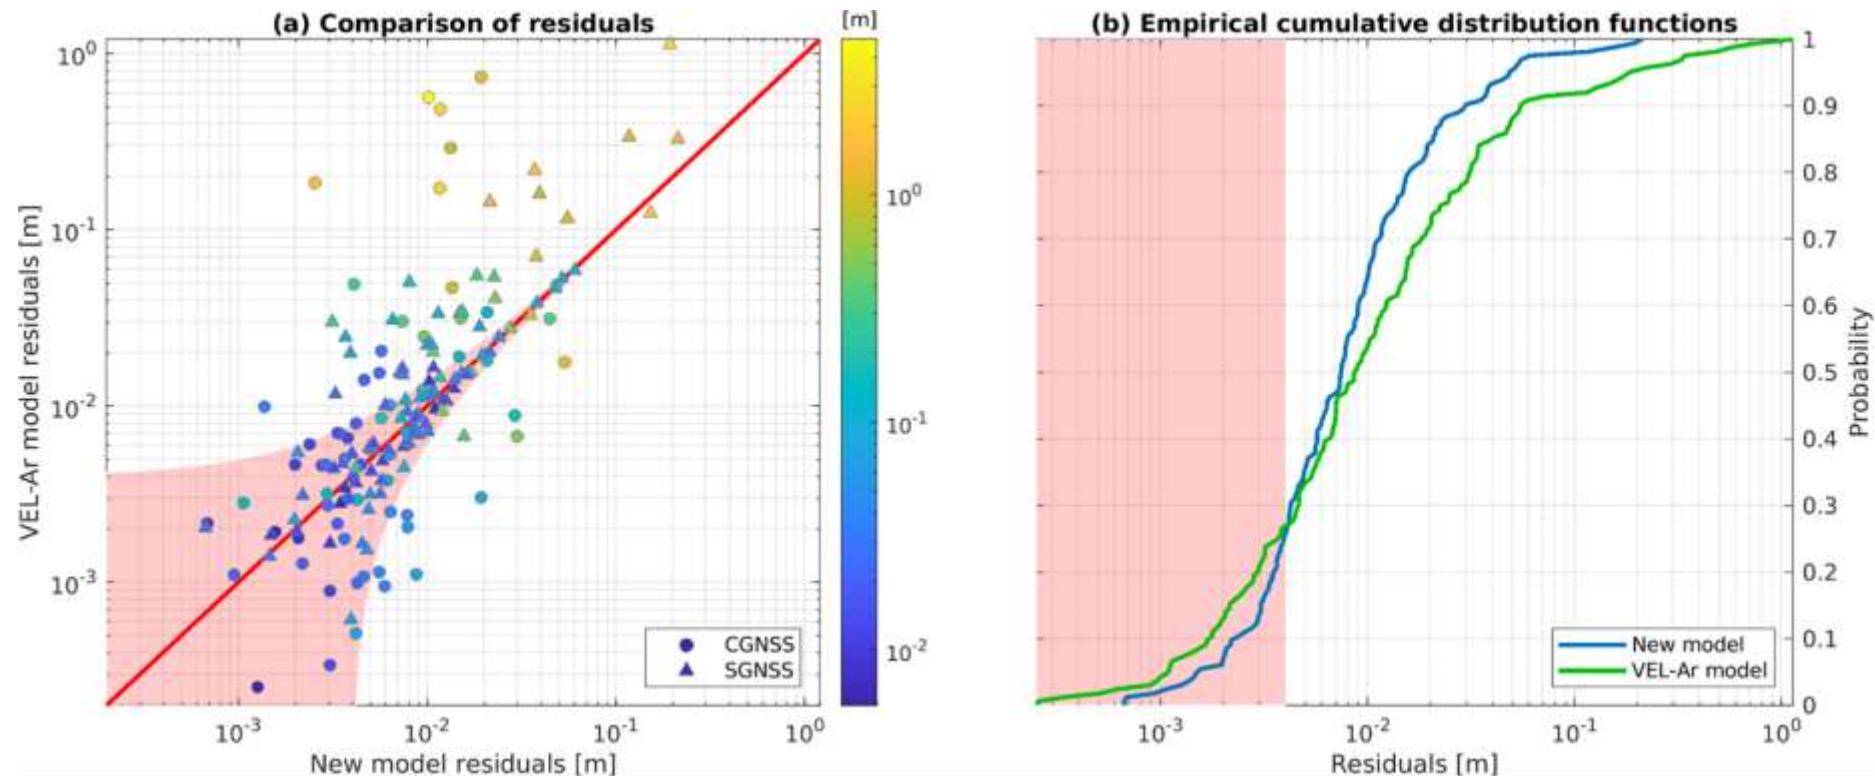 (a) Comparison of residuals
[m]
10^0
10^-1
10^-2
10^-3
VEL-Ar model residuals [m]
10^-3
10^-2
10^-1
10^0
New model residuals [m]
CGNSS
SGNSS
10^0
10^-1
10^-2
(b) Empirical cumulative distribution functions
1
0.9
0.8
0.7
0.6
0.5
0.4
0.3
0.2
0.1
0
Probability
10^-3
10^-2
10^-1
10^0
Residuals [m]
New model
VEL-Ar model